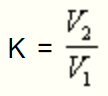 K = V₂/V₁